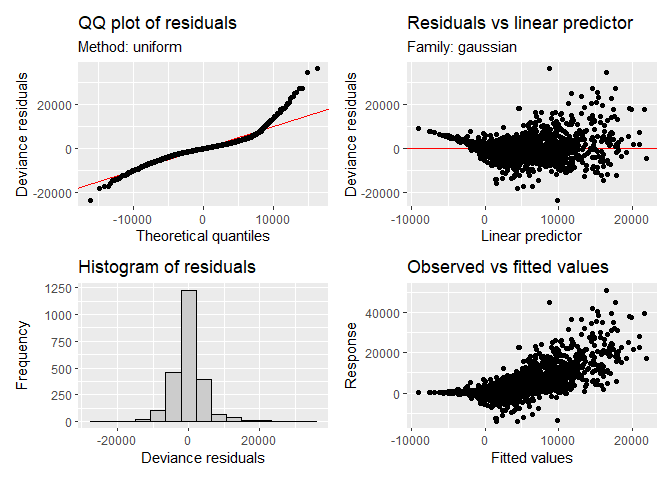 QQ plot of residuals
Method: uniform
Deviance residuals
20000
0
-20000
-10000 0 10000
Theoretical quantiles
Residuals vs linear predictor
Family: gaussian
Deviance residuals
20000
0
-20000
-10000 0 10000 20000
Linear predictor
Histogram of residuals
Frequency
1250
1000
750
500
250
0
-20000 0 20000
Deviance residuals
Observed vs fitted values
Response
40000
20000
0
-10000 0 10000 20000
Fitted values